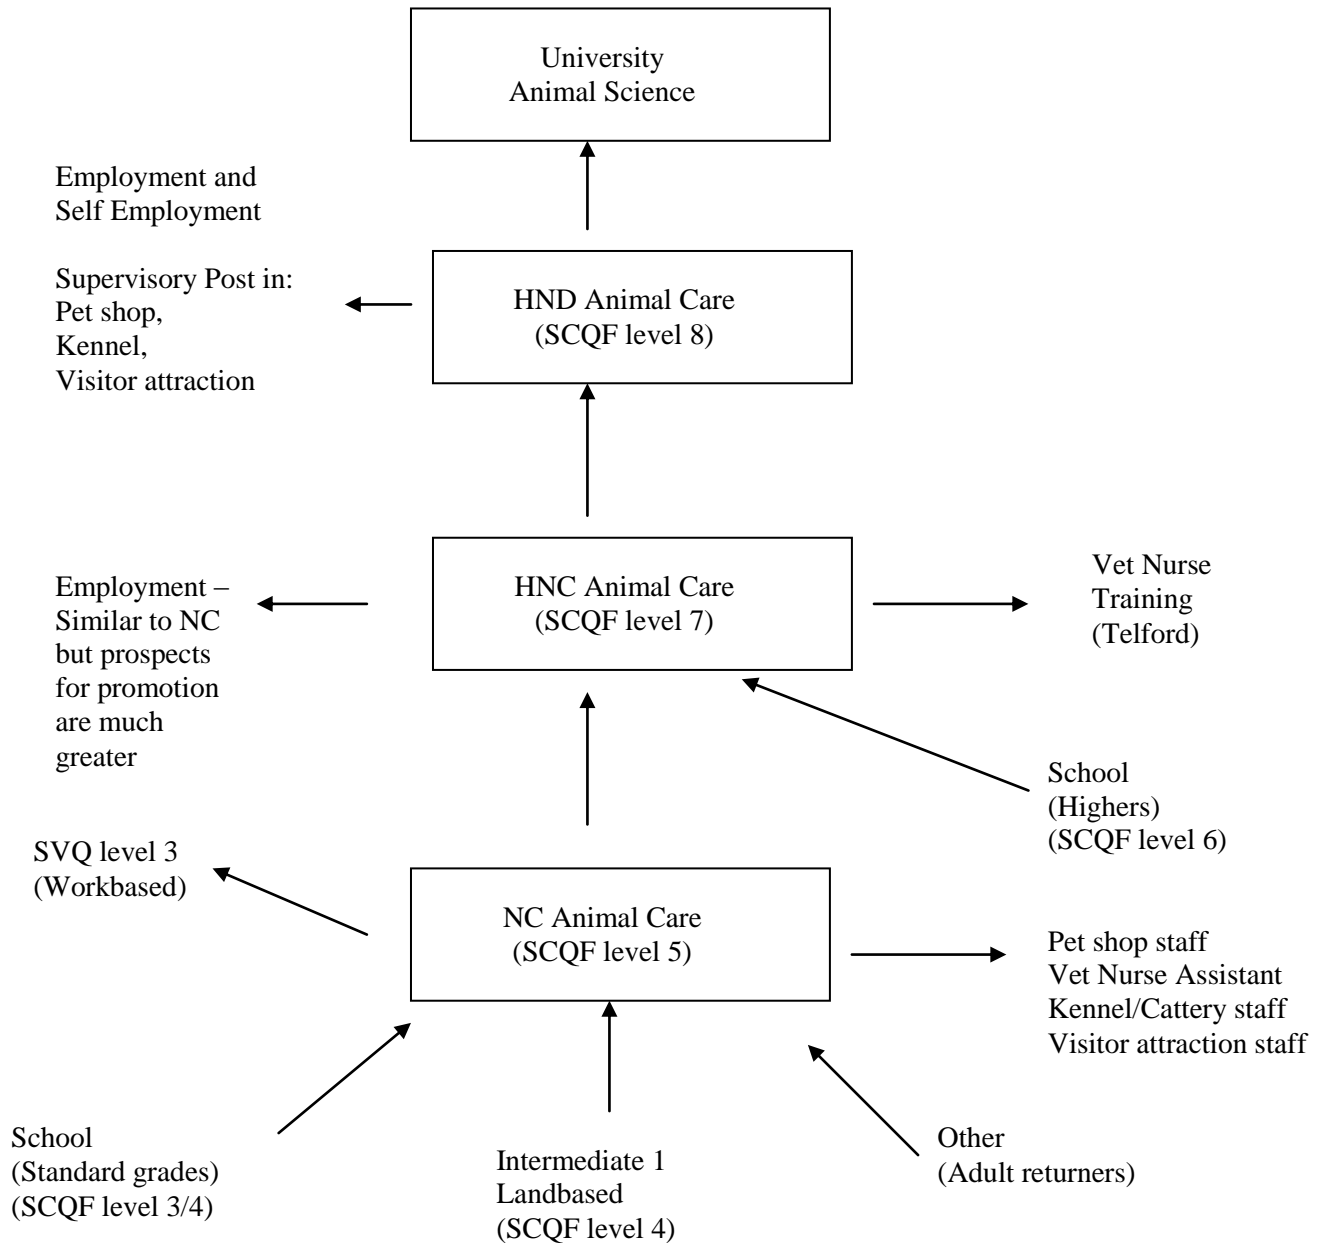 University
Animal Science
Employment and
Self Employment
Supervisory Post in:
Pet shop,
Kennel,
Visitor attraction
HND Animal Care
(SCQF level 8)
Employment –
Similar to NC
but prospects
for promotion
are much
greater
HNC Animal Care
(SCQF level 7)
Vet Nurse
Training
(Telford)
School
(Highers)
(SCQF level 6)
SVQ level 3
(Workbased)
NC Animal Care
(SCQF level 5)
Pet shop staff
Vet Nurse Assistant
Kennel/Cattery staff
Visitor attraction staff
School
(Standard grades)
(SCQF level 3/4)
Intermediate 1
Landbased
(SCQF level 4)
Other
(Adult returners)